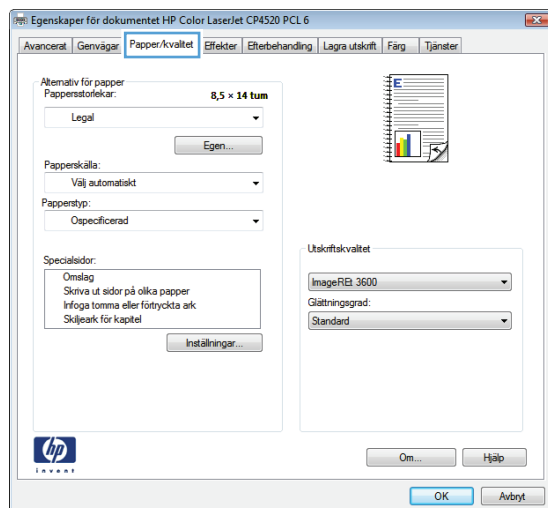 Egenskaper för dokumentet HP Color LaserJet CP4520 PCL 6
Avancerat Genvägar Papper/kvalitet Effekter Efterbehandling Lagra utskrift Färg Tjänster
Alternativ för papper
Pappersstorlekar: 8,5 × 14 tum
Legal
Egen...
Papperskälla:
Välj automatiskt
Papperstyp:
Ospecificerad
Specialsidor:
Omslag
Skriva ut sidor på olika papper
Infoga tomma eller förtryckta ark
Skiljeark för kapitel
Inställningar...
E
Utskriftskvalitet
ImageREt 3600
Glättningsgrad:
Standard
hp
invent
Om... Hjälp
OK Avbryt